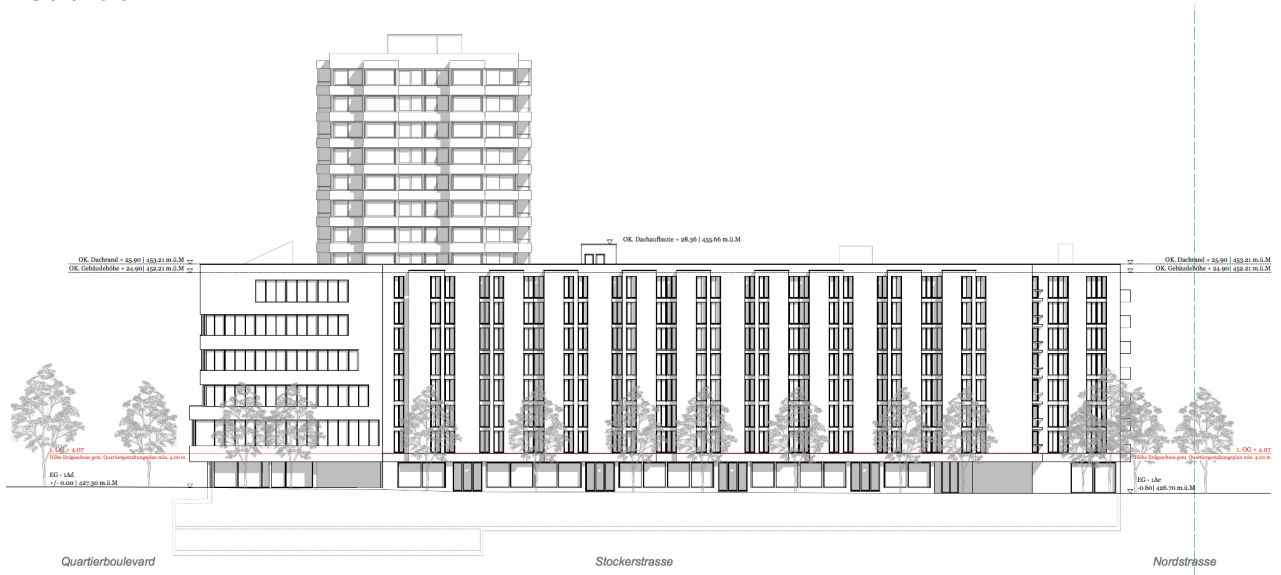 OK. Dachaufbaute + 28.36 | 455.66 m.ü.M
OK. Dachrand + 25.90 | 453.21 m.ü.M
OK. Gebäudehöhe + 24.90| 452.21 m.ü.M
OK. Dachrand + 25.90 | 453.21 m.ü.M
OK. Gebäudehöhe + 24.90| 452.21 m.ü.M
1. OG + 4.07
Höhe Erdgeschoss gem. Quartiergestaltungsplan min. 4.00 m
EG - 1Ad
+/- 0.00 | 427.30 m.ü.M
1. OG + 4.07
Höhe Erdgeschoss gem. Quartiergestaltungsplan min. 4.00 m
EG - 1Ac
-0.60| 426.70 m.ü.M
Quartierboulevard
Stockerstrasse
Nordstrasse